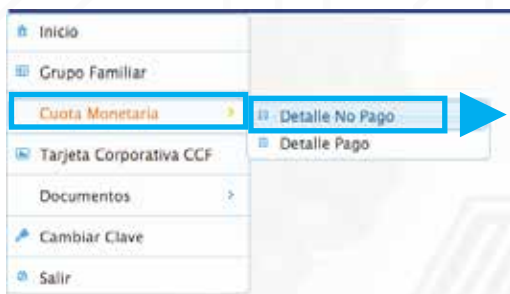 Inicio
Grupo Familiar
Cuota Monetaria
Detalle No Pago
Detalle Pago
Tarjeta Corporativa CCF
Documentos
Cambiar Clave
Salir